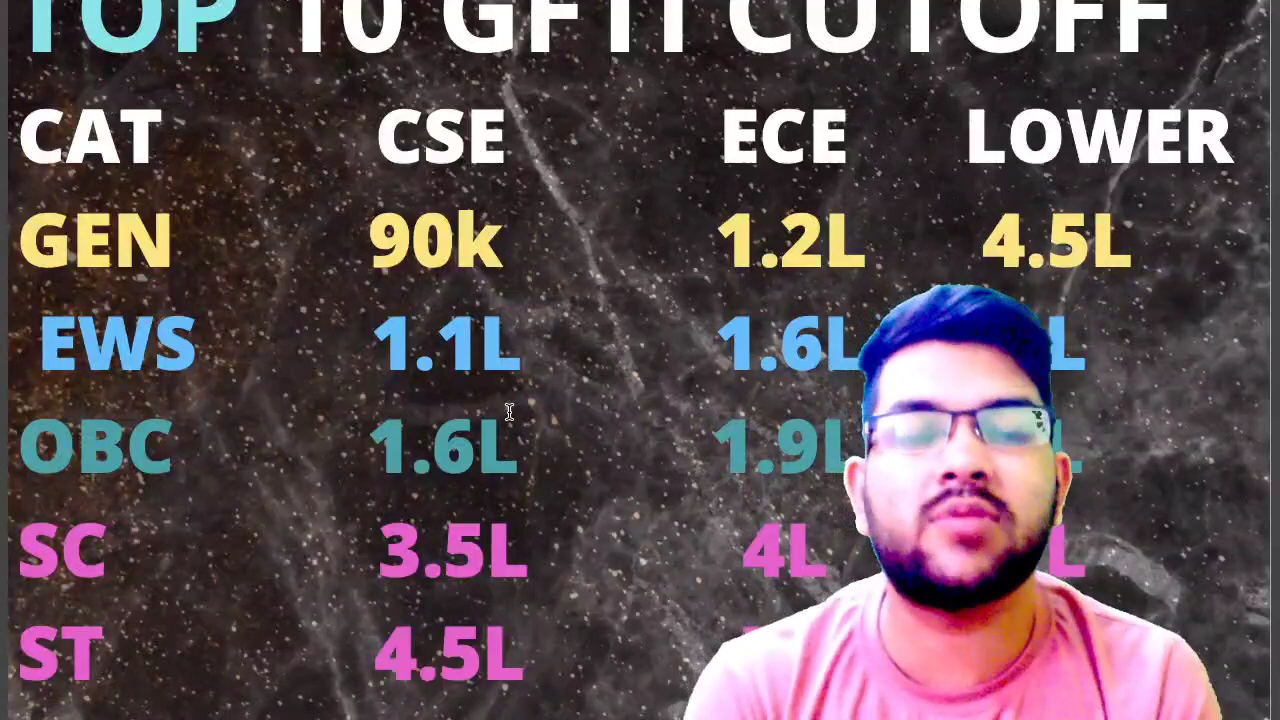 TOP 10 GFTI CUTOFF
CAT CSE ECE LOWER
GEN 90k 1.2L 4.5L
EWS 1.1L 1.6L
OBC 1.6L 1.9L
SC 3.5L 4L
ST 4.5L